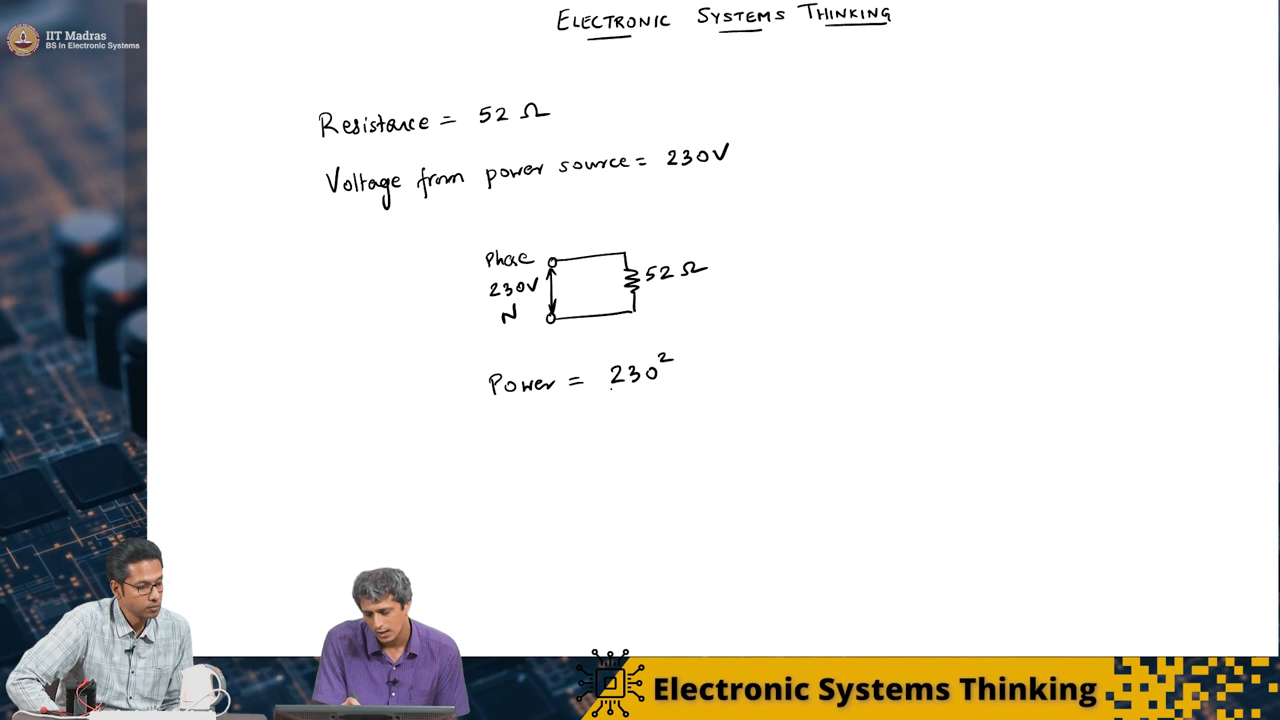 ELECTRONIC SYSTEMS THINKING
IIT Madras
BS in Electronic Systems
Resistance = 52 Ω
Voltage from power source = 230V
Phase
230V
N
52 Ω
Power = 230²
Electronic Systems Thinking